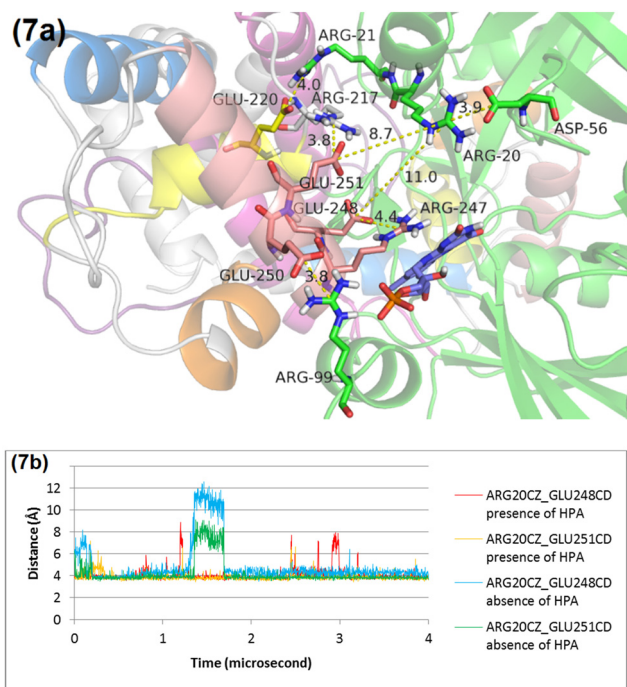 (7a)
ARG-21
4.0
GLU-220
ARG-217
3.9
3.8
8.7
ASP-56
ARG-20
GLU-251
11.0
GLU-248
ARG-247
4.4
GLU-250
3.8
ARG-99
(7b)
12
10
8
6
4
2
0
Distance (Å)
0
1
2
3
4
Time (microsecond)
ARG20CZ_GLU248CD
presence of HPA
ARG20CZ_GLU251CD
presence of HPA
ARG20CZ_GLU248CD
absence of HPA
ARG20CZ_GLU251CD
absence of HPA